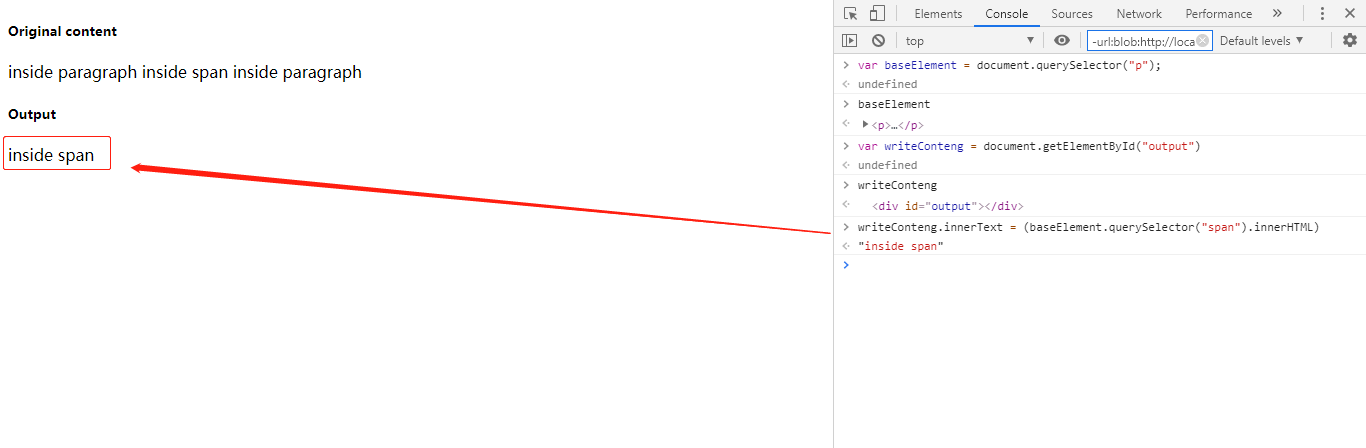 Original content
inside paragraph inside span inside paragraph
Output
inside span
Elements Console Sources Network Performance
top -url:blob:http://loca Default levels
var baseElement = document.querySelector("p");
undefined
baseElement
<p>…</p>
var writeConteng = document.getElementById("output")
undefined
writeConteng
<div id="output"></div>
writeConteng.innerText = (baseElement.querySelector("span").innerHTML)
"inside span"